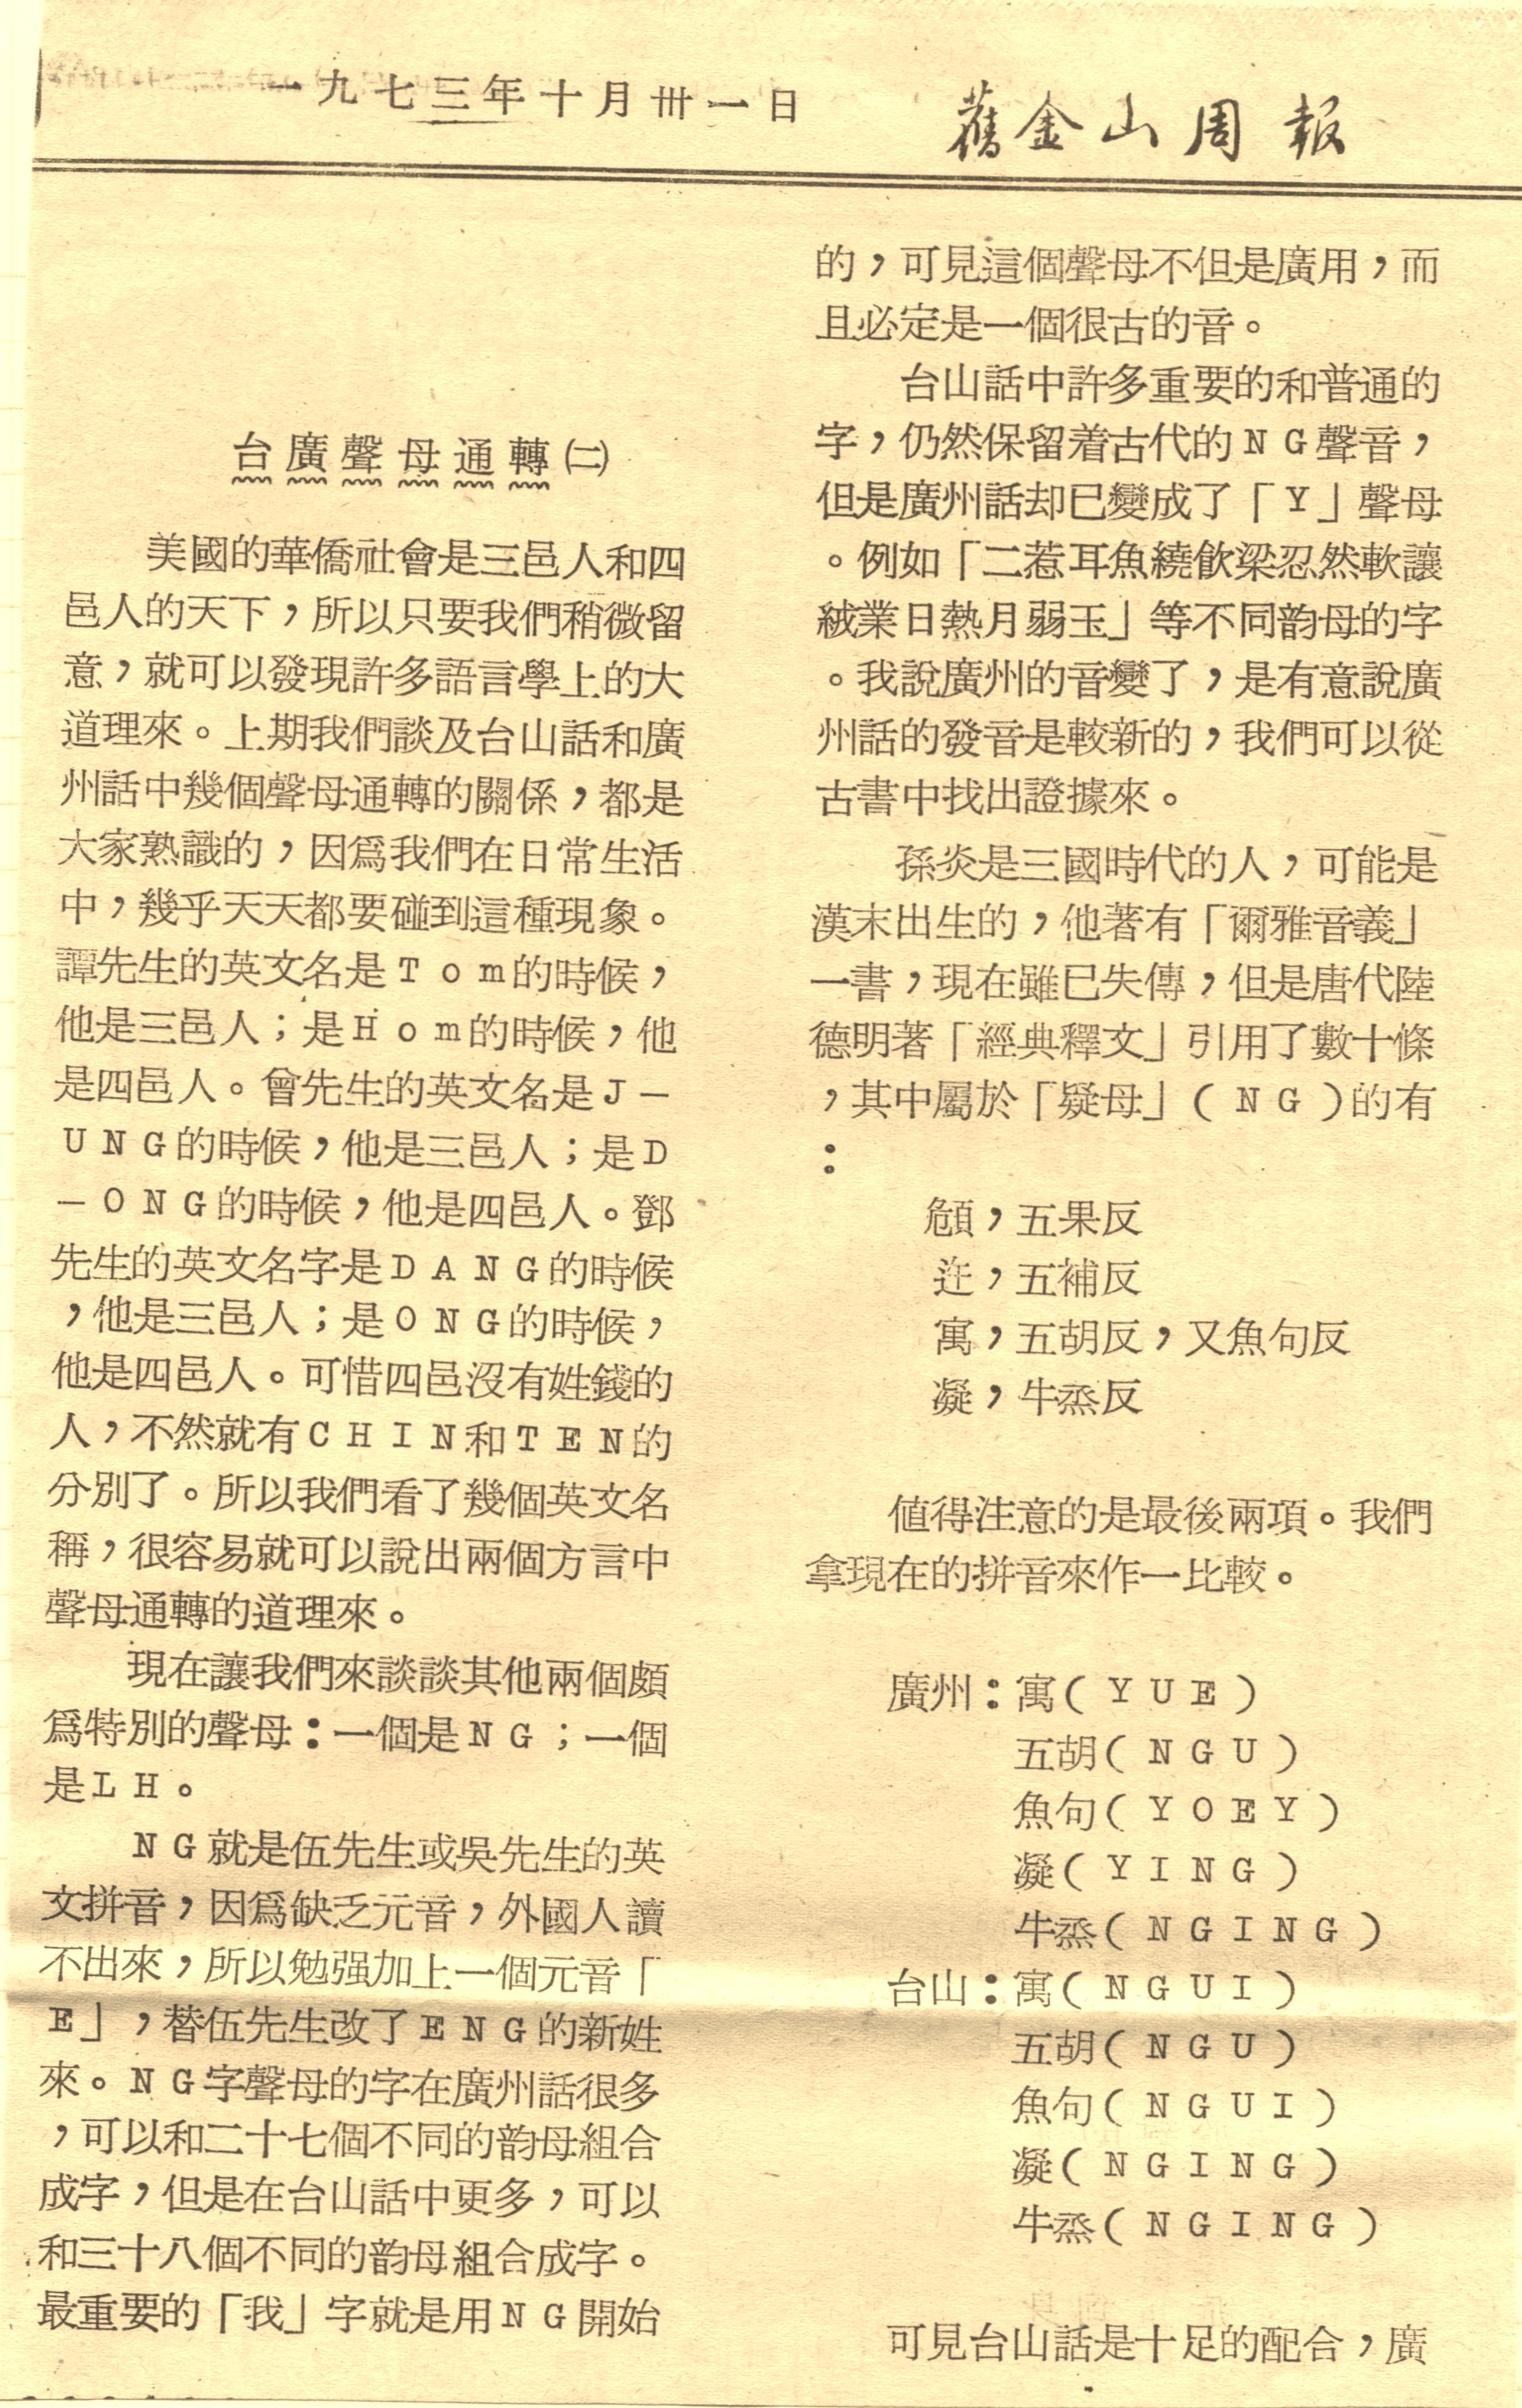 一九七三年十月卅一日
舊金山周報
台廣聲母通轉㈡
美國的華僑社會是三邑人和四
邑人的天下，所以只要我們稍微留
意，就可以發現許多語言學上的大
道理來。上期我們談及台山話和廣
州話中幾個聲母通轉的關係，都是
大家熟識的，因爲我們在日常生活
中，幾乎天天都要碰到這種現象。
譚先生的英文名是Tom的時候，
他是三邑人；是Hom的時候，他
是四邑人。曾先生的英文名是J－
UNG的時候，他是三邑人；是D
－ONG的時候，他是四邑人。鄧
先生的英文名字是DANG的時候
，他是三邑人；是ONG的時候，
他是四邑人。可惜四邑沒有姓錢的
人，不然就有CHIN和TEN的
分別了。所以我們看了幾個英文名
稱，很容易就可以說出兩個方言中
聲母通轉的道理來。
現在讓我們來談談其他兩個頗
爲特別的聲母：一個是NG；一個
是LH。
NG就是伍先生或吳先生的英
文拼音，因爲缺乏元音，外國人讀
不出來，所以勉强加上一個元音「
E」，替伍先生改了ENG的新姓
來。NG字聲母的字在廣州話很多
，可以和二十七個不同的韵母組合
成字，但是在台山話中更多，可以
和三十八個不同的韵母組合成字。
最重要的「我」字就是用NG開始
的，可見這個聲母不但是廣用，而
且必定是一個很古的音。
台山話中許多重要的和普通的
字，仍然保留着古代的NG聲音，
但是廣州話却已變成了「Y」聲母
。例如「二惹耳魚繞飮梁忍然軟讓
絨業日熱月弱玉」等不同韵母的字
。我說廣州的音變了，是有意說廣
州話的發音是較新的，我們可以從
古書中找出證據來。
孫炎是三國時代的人，可能是
漢末出生的，他著有「爾雅音義」
一書，現在雖已失傳，但是唐代陸
德明著「經典釋文」引用了數十條
，其中屬於「疑母」(NG)的有
：
頠，五果反
迕，五補反
寓，五胡反，又魚句反
凝，牛烝反
値得注意的是最後兩項。我們
拿現在的拼音來作一比較。
廣州：寓(YUE)
五胡(NGU)
魚句(YOEY)
凝(YING)
牛烝(NGING)
台山：寓(NGUI)
五胡(NGU)
魚句(NGUI)
凝(NGING)
牛烝(NGING)
可見台山話是十足的配合，廣